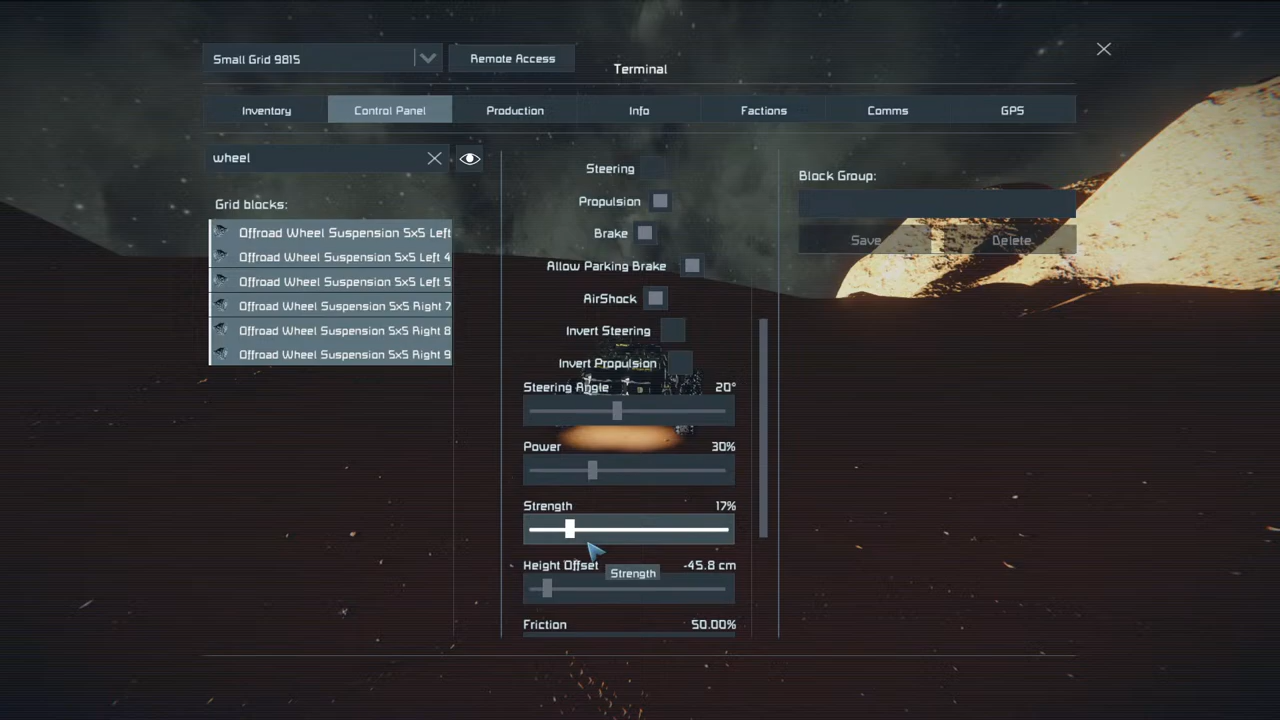 Small Grid 9815
Remote Access
Terminal
Inventory
Control Panel
Production
Info
Factions
Comms
GPS
wheel
Grid blocks:
Offroad Wheel Suspension 5x5 Left
Offroad Wheel Suspension 5x5 Left 4
Offroad Wheel Suspension 5x5 Left 5
Offroad Wheel Suspension 5x5 Right 7
Offroad Wheel Suspension 5x5 Right 8
Offroad Wheel Suspension 5x5 Right 9
Steering
Propulsion
Brake
Allow Parking Brake
AirShock
Invert Steering
Invert Propulsion
Steering Angle 20°
Power 30%
Strength 17%
Height Offset -45.8 cm
Strength
Friction 50.00%
Block Group:
Save Delete